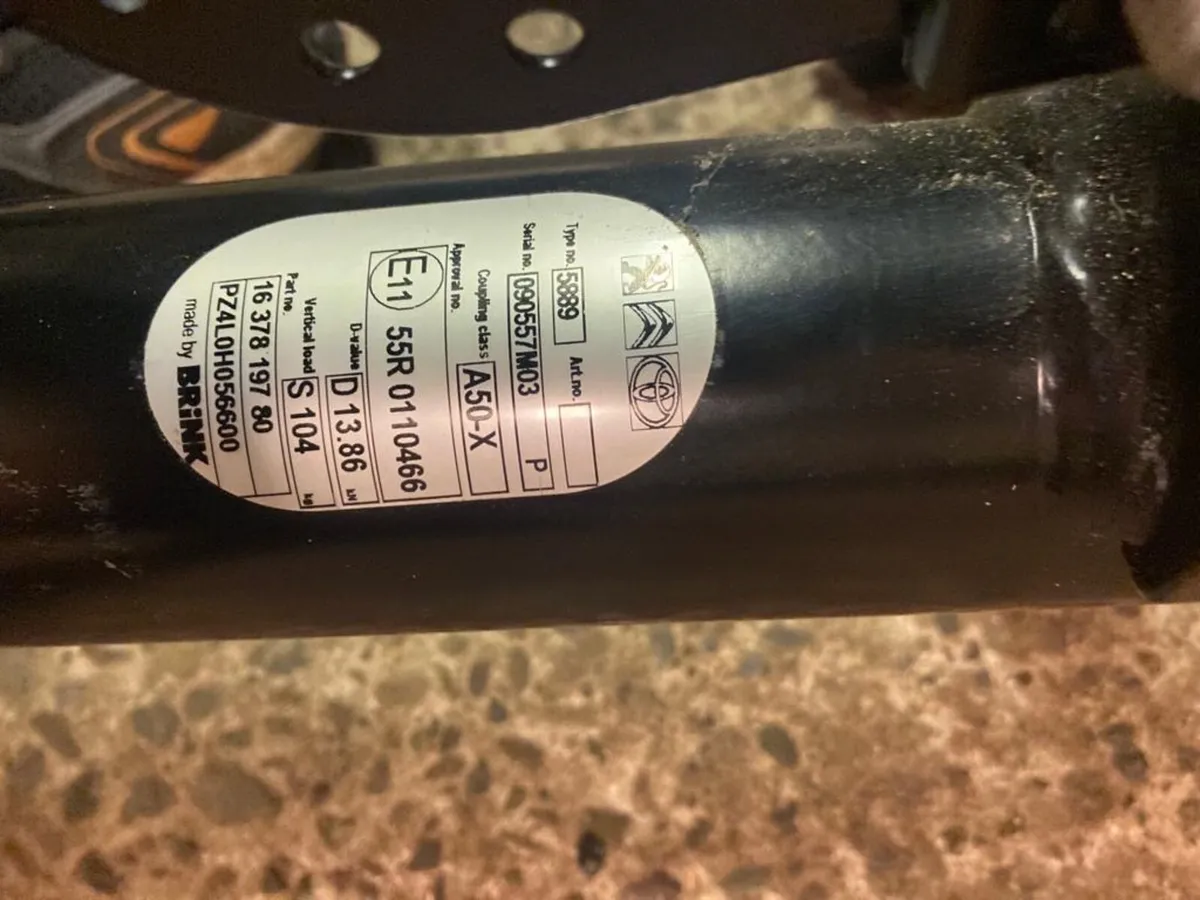 Type no. 5889 Art.no.
Serial no. 090557M03 P
Coupling class A50-X
Approval no.
E11 55R 0110466
D-value D 13.86 kN
Vertical load S 104 kg
Part no.
16 378 197 80
PZ4L0H056600
made by BRiNK